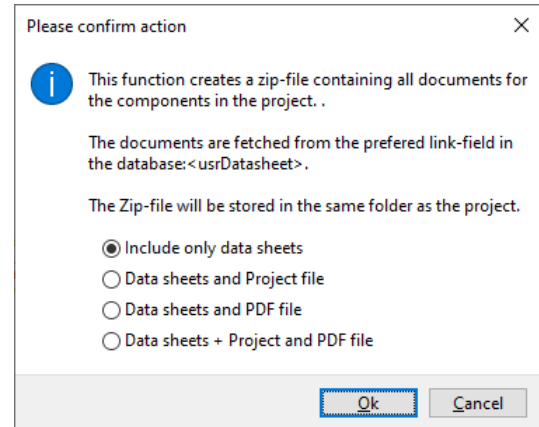 Please confirm action
This function creates a zip-file containing all documents for
the components in the project. .
The documents are fetched from the prefered link-field in
the database:<usrDatasheet>.
The Zip-file will be stored in the same folder as the project.
Include only data sheets
Data sheets and Project file
Data sheets and PDF file
Data sheets + Project and PDF file
Ok
Cancel